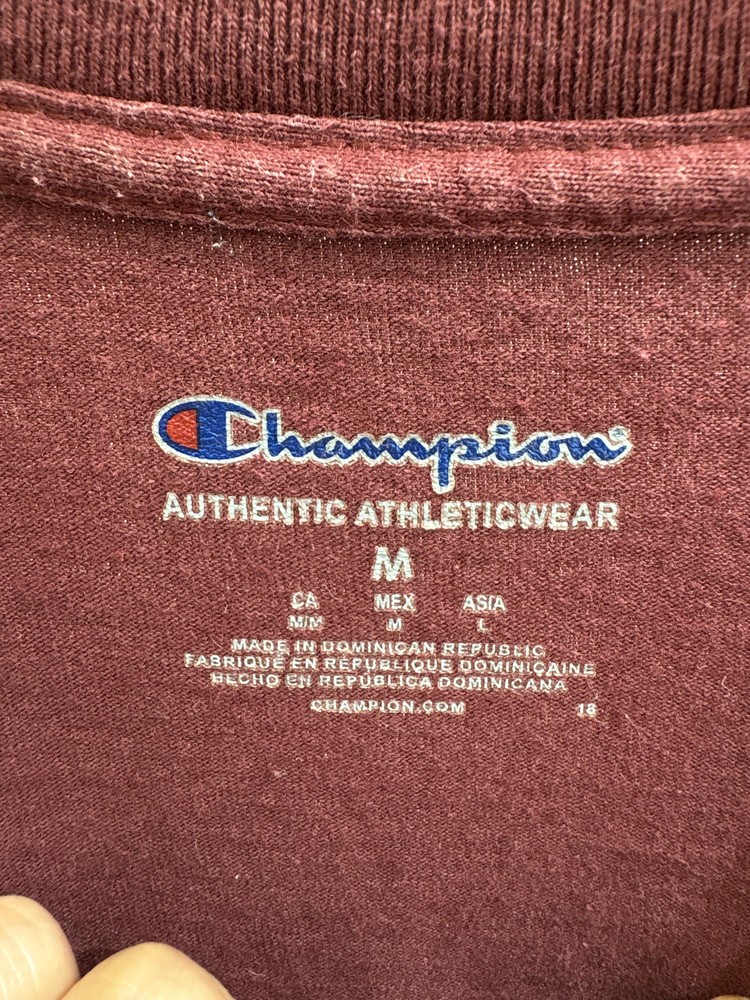 Champion®
AUTHENTIC ATHLETICWEAR
M
CA MEX ASIA
M/M M L
MADE IN DOMINICAN REPUBLIC
FABRIQUÉ EN RÉPUBLIQUE DOMINICAINE
HECHO EN REPÚBLICA DOMINICANA
CHAMPION.COM 18